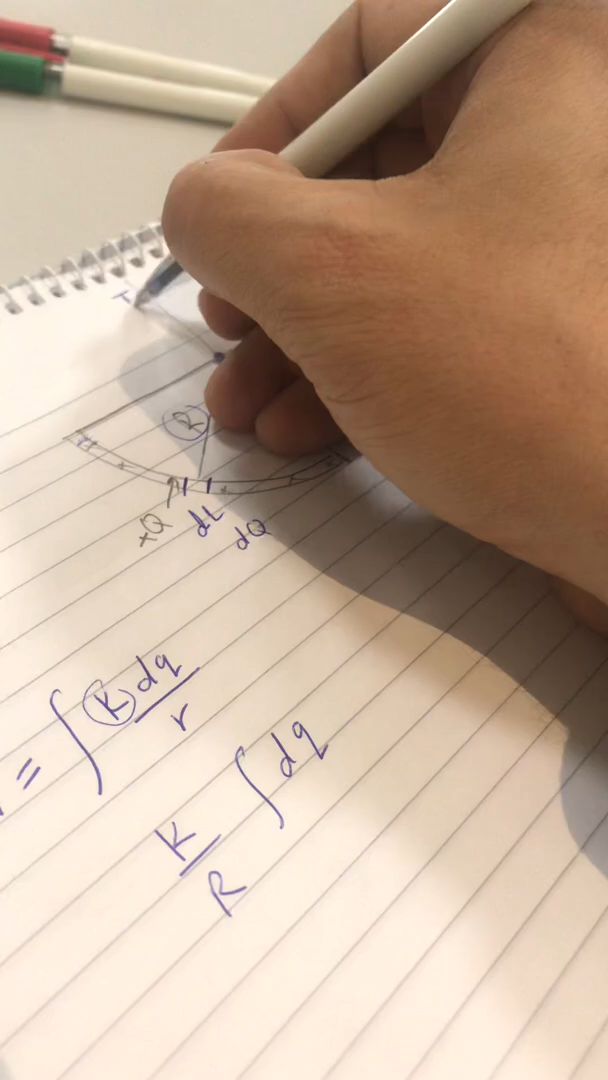 R
+Q
dL
dQ
= ∫ K dq / r
K / R ∫ dq